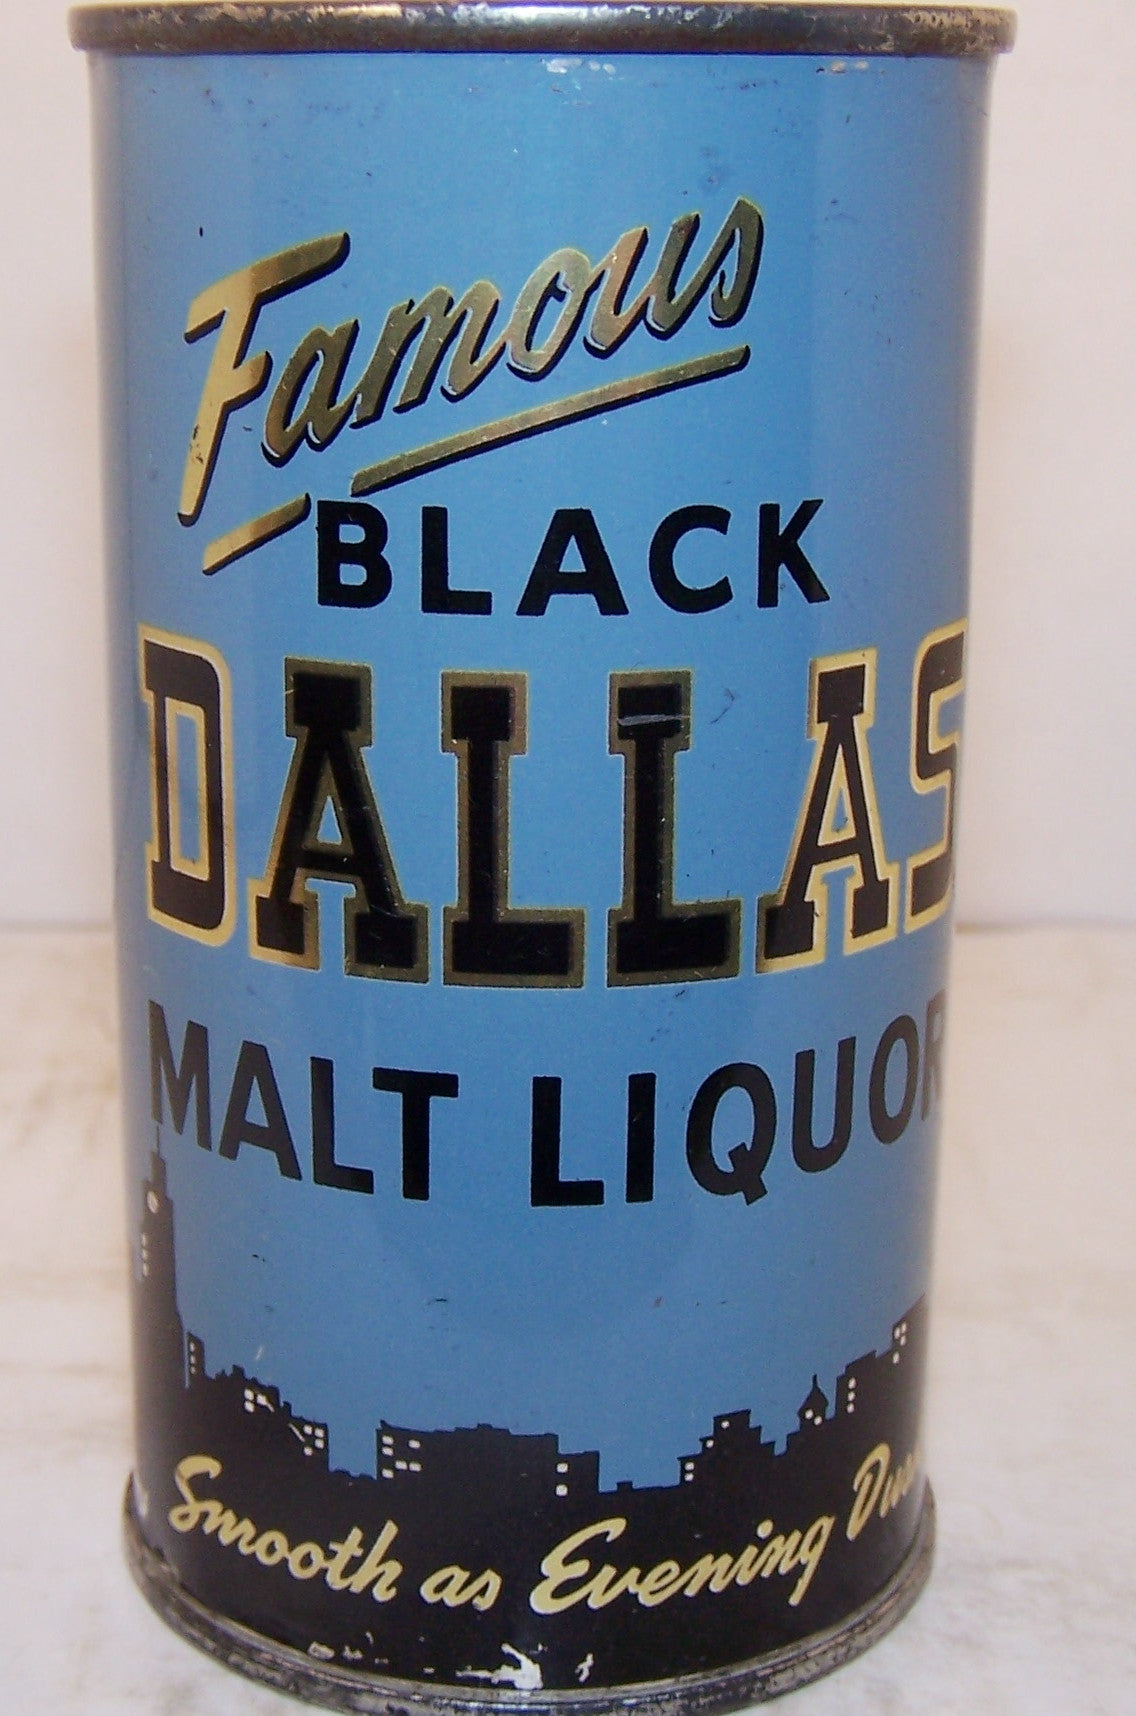 Famous
BLACK
DALLAS
MALT LIQUOR
Smooth as Evening